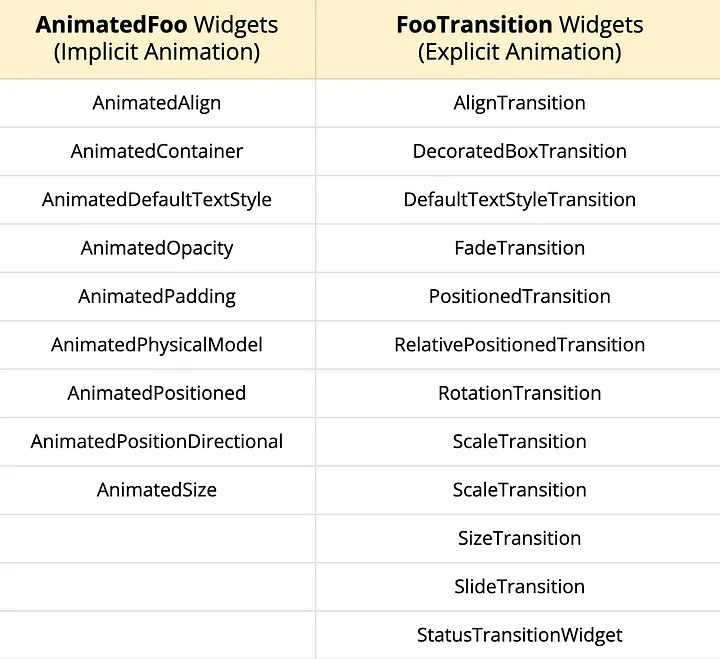 AnimatedFoo Widgets FooTransition Widgets
(Implicit Animation) (Explicit Animation)
AnimatedAlign AlignTransition
AnimatedContainer DecoratedBoxTransition
AnimatedDefaultTextStyle DefaultTextStyleTransition
AnimatedOpacity FadeTransition
AnimatedPadding PositionedTransition
AnimatedPhysicalModel RelativePositionedTransition
AnimatedPositioned RotationTransition
AnimatedPositionDirectional ScaleTransition
AnimatedSize ScaleTransition
SizeTransition
SlideTransition
StatusTransitionWidget